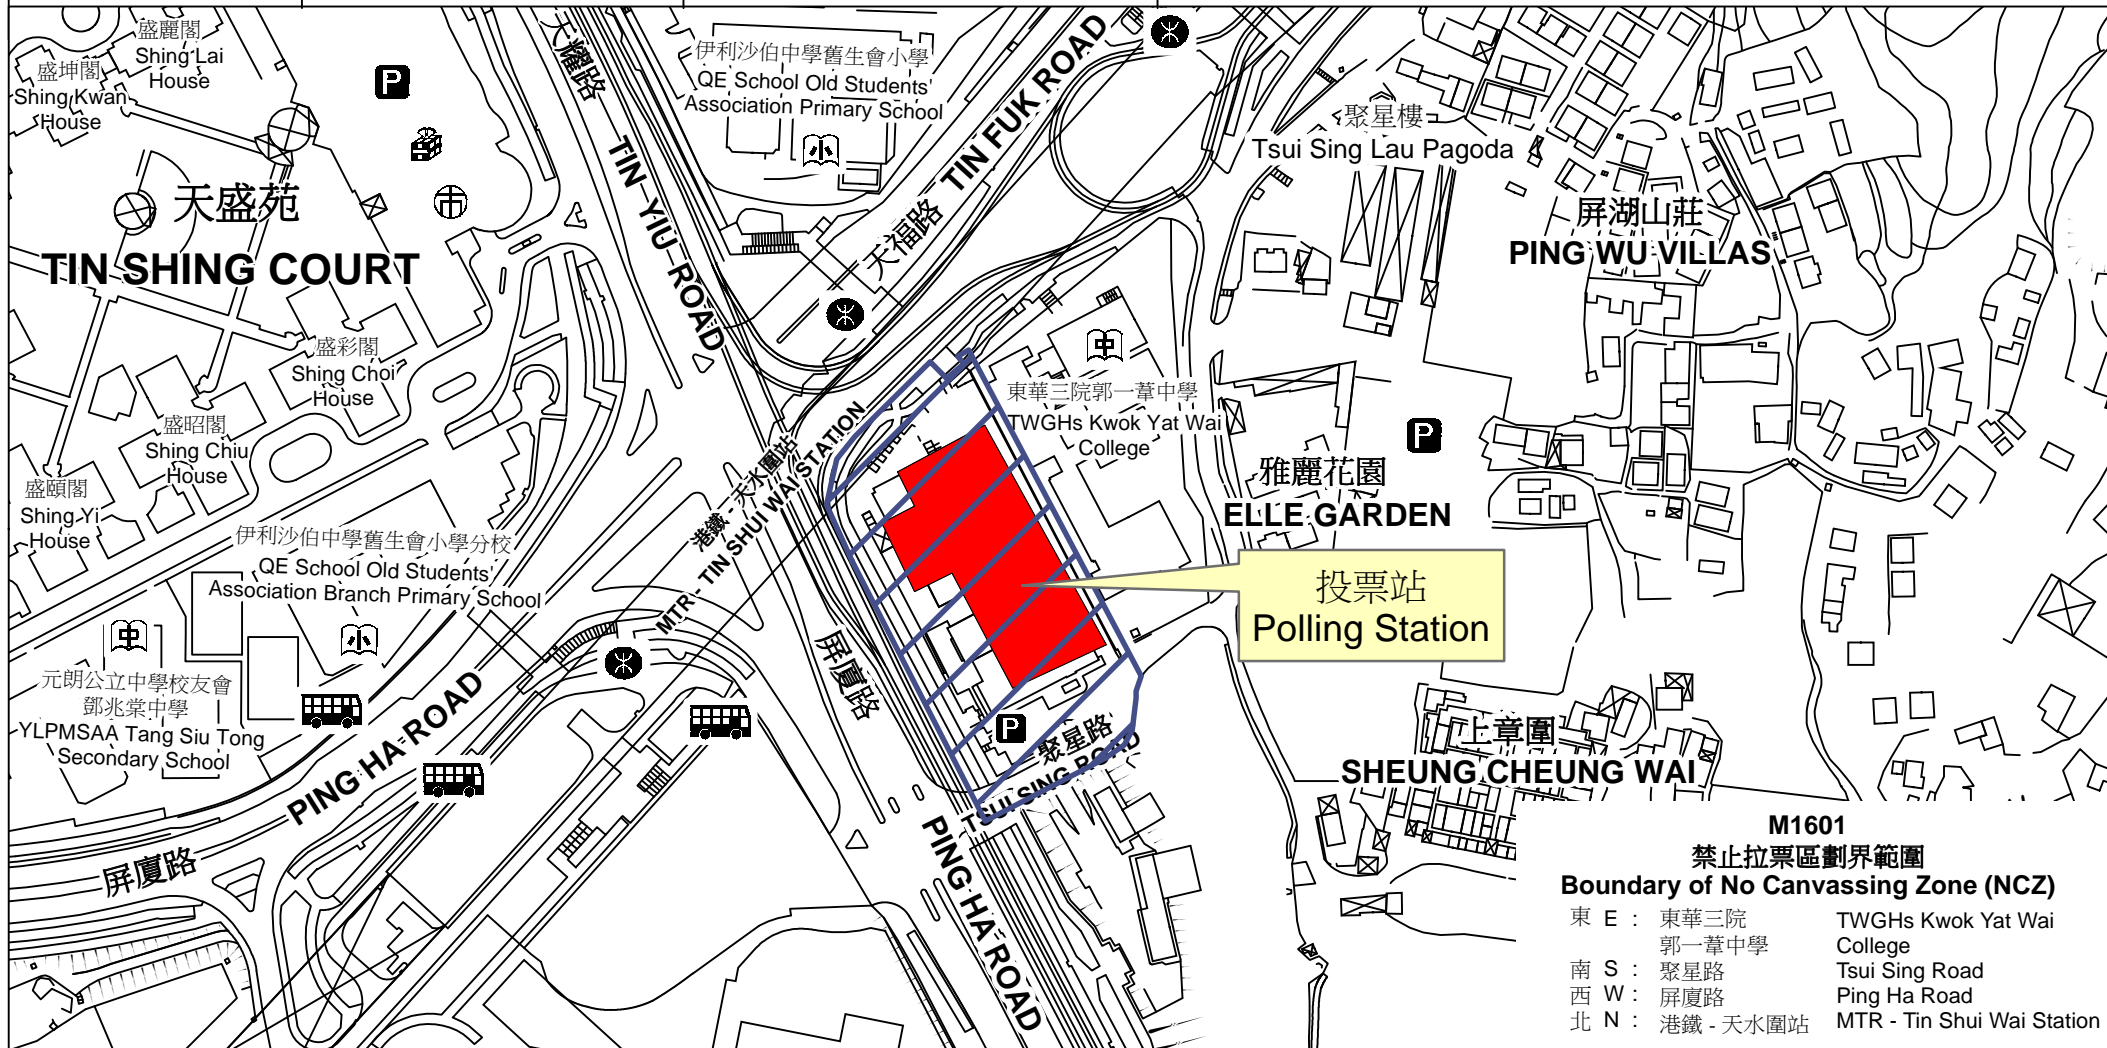 盛麗閣
Shing Lai
House
盛坤閣
Shing Kwan
House
P
天耀路
TIN YIU ROAD
伊利沙伯中學舊生會小學
QE School Old Students'
Association Primary School
小
天福路 TIN FUK ROAD
聚星樓
Tsui Sing Lau Pagoda
屏湖山莊
PING WU VILLAS
天盛苑
TIN SHING COURT
市
盛彩閣
Shing Choi
House
盛昭閣
Shing Chiu
House
盛頤閣
Shing Yi
House
中
東華三院郭一葦中學
TWGHs Kwok Yat Wai
College
P
雅麗花園
ELLE GARDEN
港鐵 - 天水圍站
MTR - TIN SHUI WAI STATION
伊利沙伯中學舊生會小學分校
QE School Old Students'
Association Branch Primary School
中
小
元朗公立中學校友會
鄧兆棠中學
YLPMSAA Tang Siu Tong
Secondary School
投票站
Polling Station
屏廈路
PING HA ROAD
屏廈路
PING HA ROAD
P
聚星路
TSUI SING ROAD
上章圍
SHEUNG CHEUNG WAI
M1601
禁止拉票區劃界範圍
Boundary of No Canvassing Zone (NCZ)
東 E : 東華三院 TWGHs Kwok Yat Wai
郭一葦中學 College
南 S : 聚星路 Tsui Sing Road
西 W : 屏廈路 Ping Ha Road
北 N : 港鐵 - 天水圍站 MTR - Tin Shui Wai Station